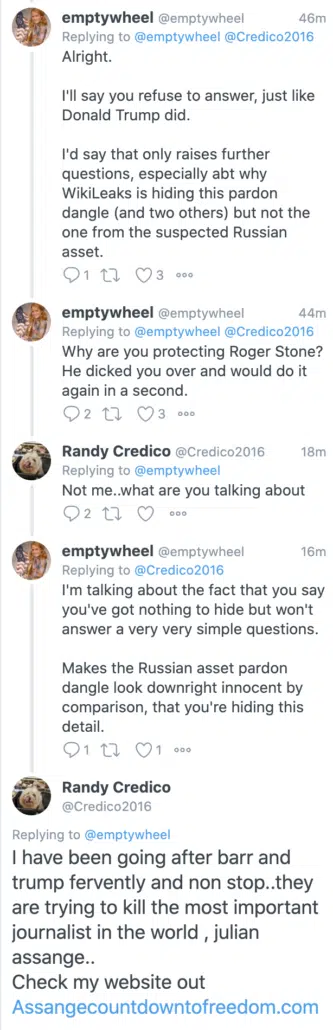 emptywheel @emptywheel 46m
Replying to @emptywheel @Credico2016
Alright.
I'll say you refuse to answer, just like
Donald Trump did.
I'd say that only raises further
questions, especially abt why
WikiLeaks is hiding this pardon
dangle (and two others) but not the
one from the suspected Russian
asset.
1 3
emptywheel @emptywheel 44m
Replying to @emptywheel @Credico2016
Why are you protecting Roger Stone?
He dicked you over and would do it
again in a second.
2 3
Randy Credico @Credico2016 18m
Replying to @emptywheel
Not me..what are you talking about
2
emptywheel @emptywheel 16m
Replying to @Credico2016
I'm talking about the fact that you say
you've got nothing to hide but won't
answer a very very simple questions.
Makes the Russian asset pardon
dangle look downright innocent by
comparison, that you're hiding this
detail.
1 1
Randy Credico
@Credico2016
Replying to @emptywheel
I have been going after barr and
trump fervently and non stop..they
are trying to kill the most important
journalist in the world , julian
assange..
Check my website out
Assangecountdowntofreedom.com